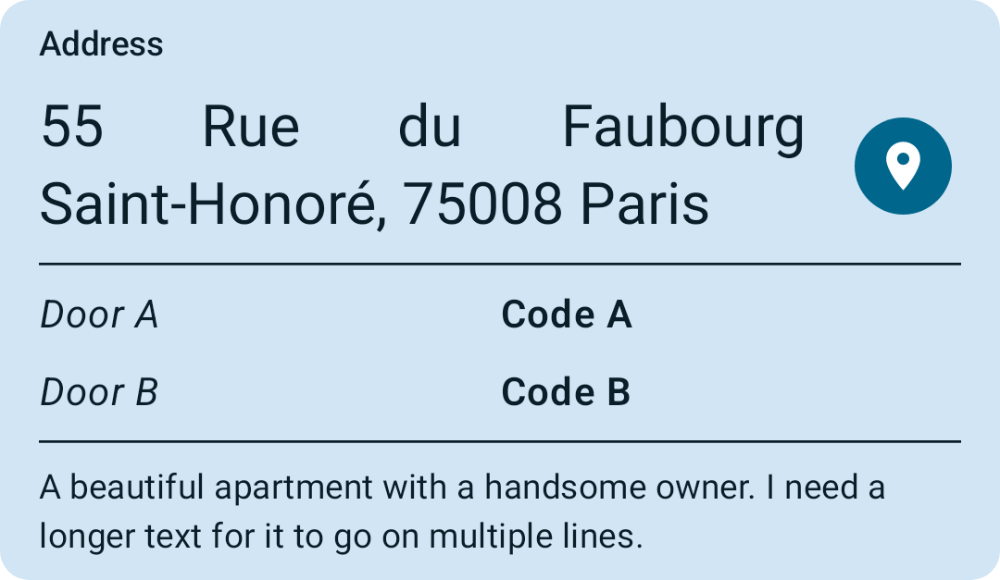 Address
55 Rue du Faubourg
Saint-Honoré, 75008 Paris
Door A Code A
Door B Code B
A beautiful apartment with a handsome owner. I need a
longer text for it to go on multiple lines.